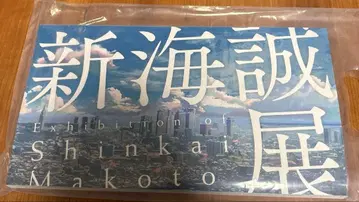 新海誠展
Exhibition of
Shinkai
Makoto